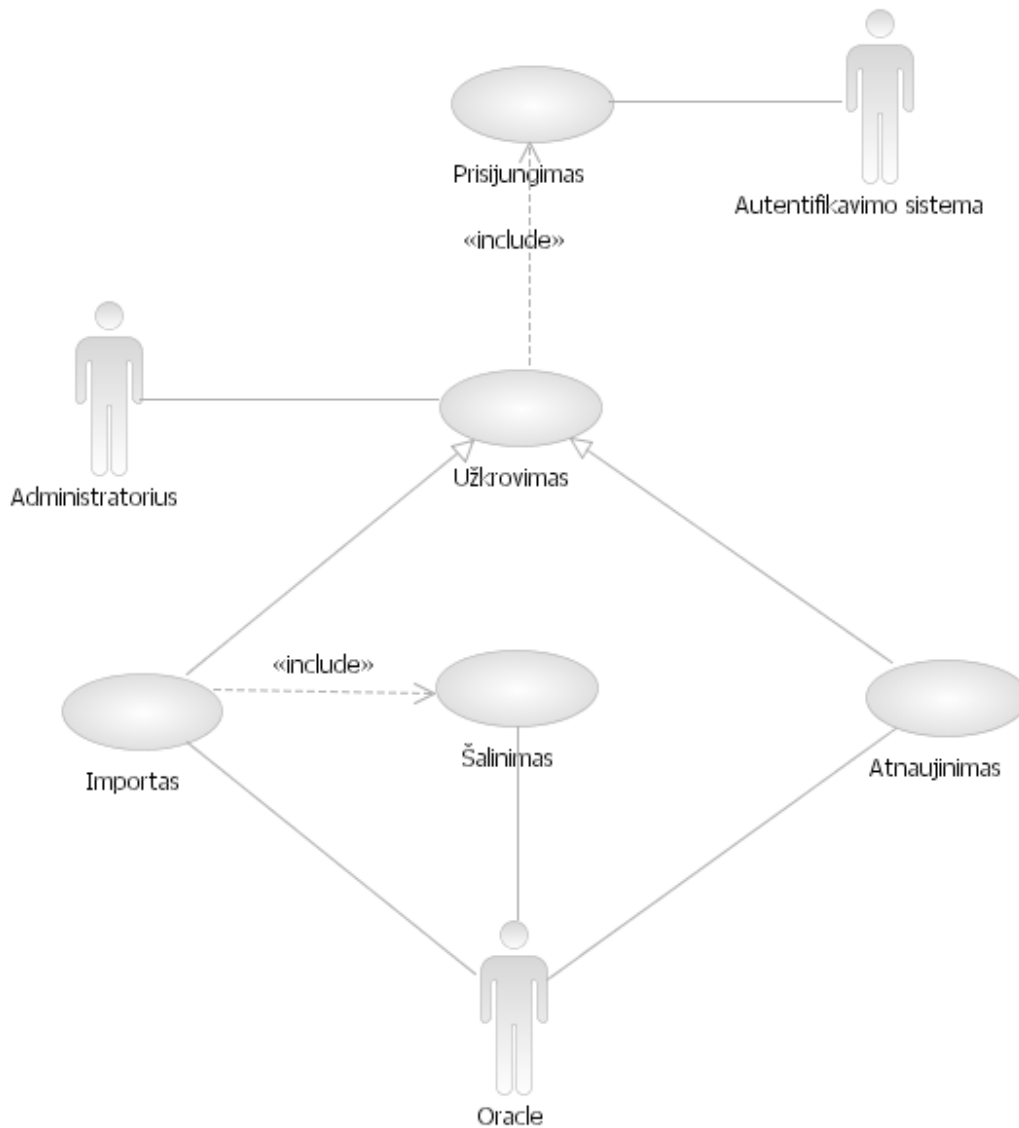 Prisijungimas
Autentifikavimo sistema
«include»
Užkrovimas
Administratorius
«include»
Šalinimas
Importas
Atnaujinimas
Oracle